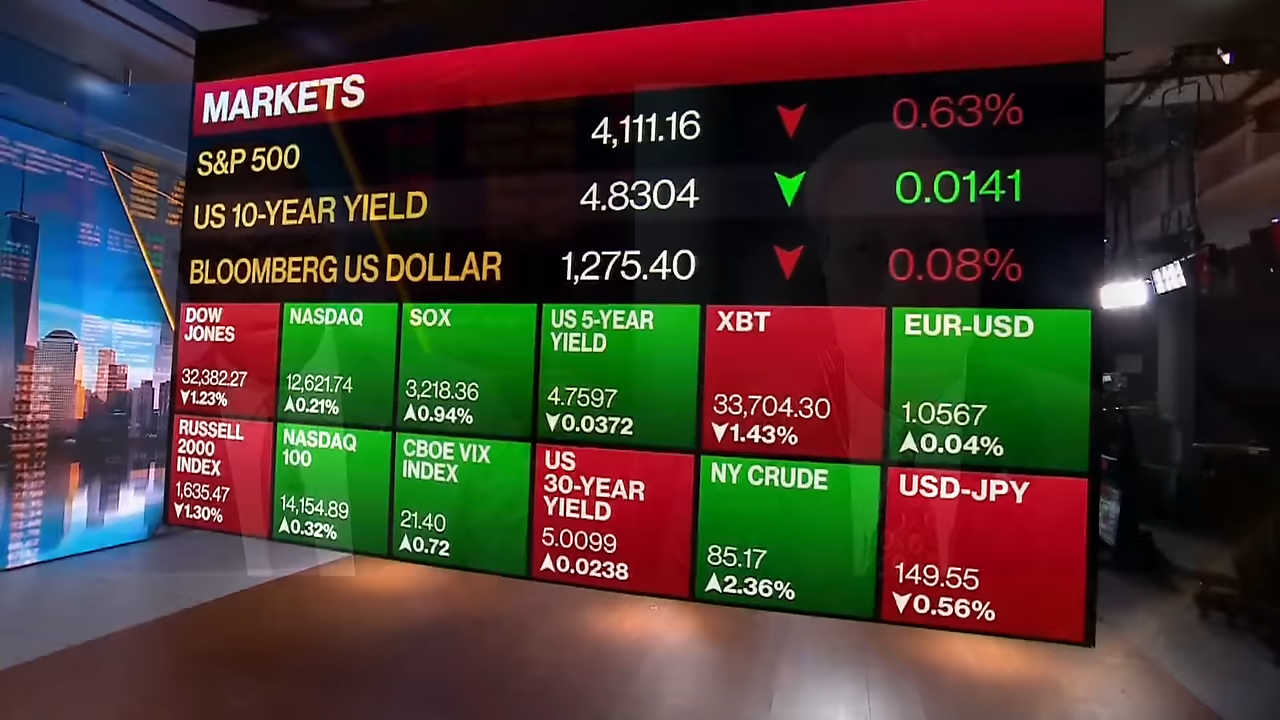 MARKETS
S&P 500 4,111.16 ▼ 0.63%
US 10-YEAR YIELD 4.8304 ▼ 0.0141
BLOOMBERG US DOLLAR 1,275.40 ▼ 0.08%
DOW
JONES
32,382.27
▼1.23%
NASDAQ
12,621.74
▲0.21%
SOX
3,218.36
▲0.94%
US 5-YEAR
YIELD
4.7597
▼0.0372
XBT
33,704.30
▼1.43%
EUR-USD
1.0567
▲0.04%
RUSSELL
2000
INDEX
1,635.47
▼1.30%
NASDAQ
100
14,154.89
▲0.32%
CBOE VIX
INDEX
21.40
▲0.72
US
30-YEAR
YIELD
5.0099
▲0.0238
NY CRUDE
85.17
▲2.36%
USD-JPY
149.55
▼0.56%